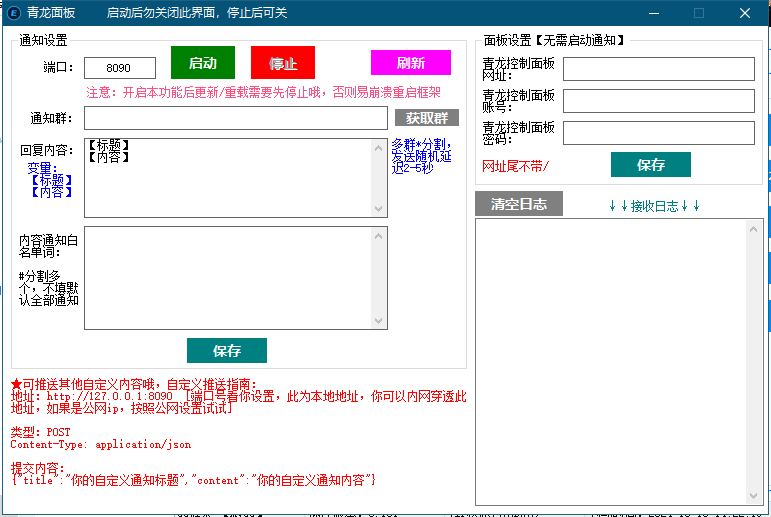 青龙面板 启动后勿关闭此界面，停止后可关
通知设置
端口： 8090 启动 停止 刷新
注意：开启本功能后更新/重载需要先停止哦，否则易崩溃重启框架
通知群： 获取群
回复内容： 【标题】
【内容】
变量：
【标题】
【内容】
多群*分割，
发送随机延
迟2-5秒
内容通知白
名单词：
#分割多
个，不填默
认全部通知
保存
★可推送其他自定义内容哦，自定义推送指南：
地址：http://127.0.0.1:8090 [端口号看你设置，此为本地地址，你可以内网穿透此
地址，如果是公网ip，按照公网设置试试]
类型：POST
Content-Type: application/json
提交内容：
{"title":"你的自定义通知标题","content":"你的自定义通知内容"}
面板设置【无需启动通知】
青龙控制面板
网址：
青龙控制面板
账号：
青龙控制面板
密码：
网址尾不带/ 保存
清空日志 ↓↓接收日志↓↓